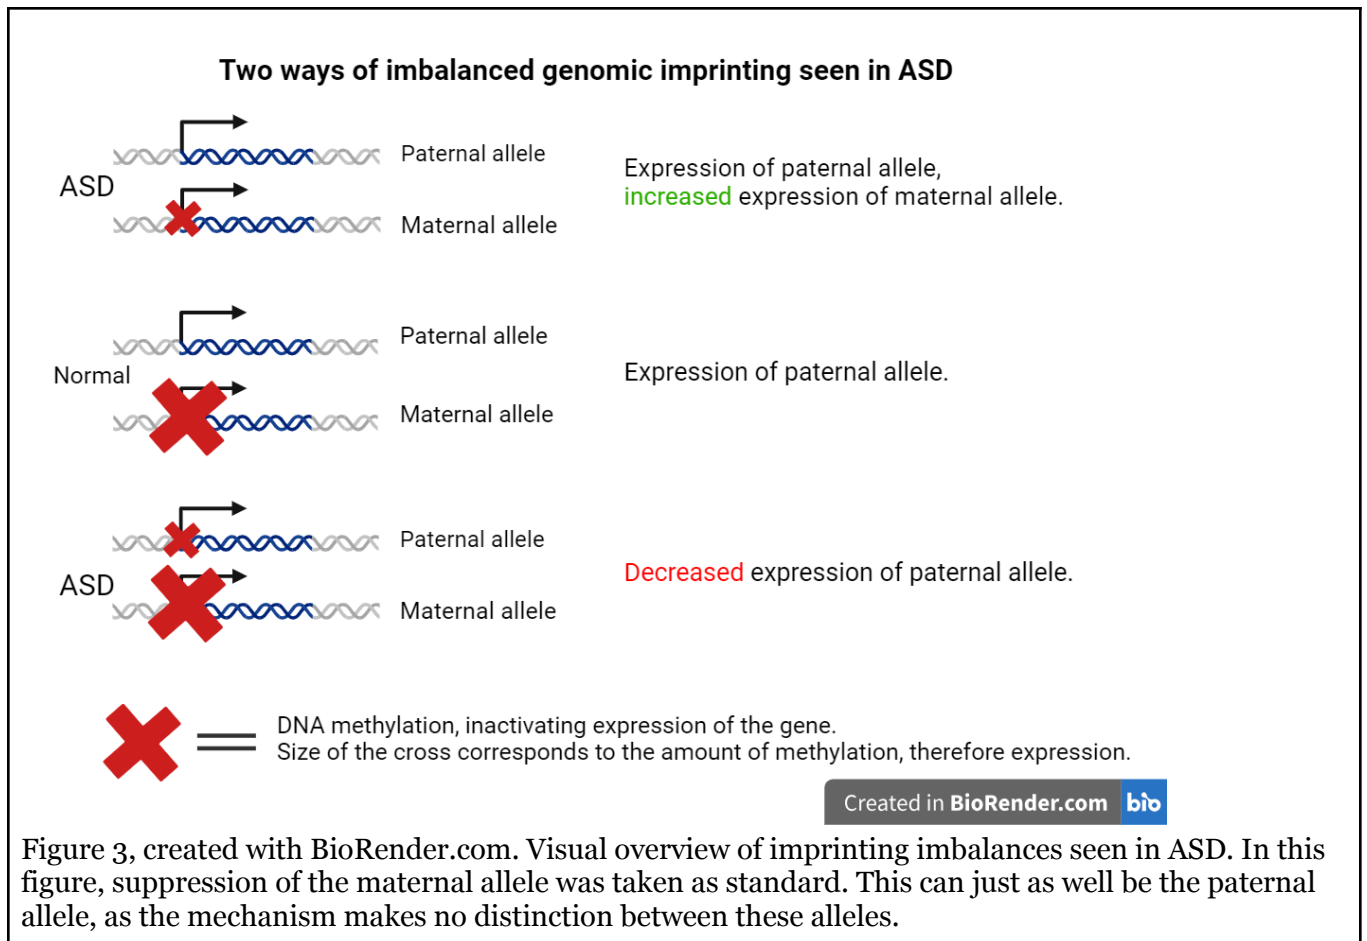 Two ways of imbalanced genomic imprinting seen in ASD
Paternal allele
ASD
Maternal allele
Expression of paternal allele,
increased expression of maternal allele.
Paternal allele
Normal
Maternal allele
Expression of paternal allele.
Paternal allele
ASD
Maternal allele
Decreased expression of paternal allele.
DNA methylation, inactivating expression of the gene.
Size of the cross corresponds to the amount of methylation, therefore expression.
Created in BioRender.com bio
Figure 3, created with BioRender.com. Visual overview of imprinting imbalances seen in ASD. In this
figure, suppression of the maternal allele was taken as standard. This can just as well be the paternal
allele, as the mechanism makes no distinction between these alleles.